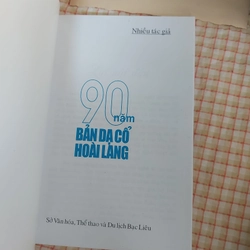 Nhiều tác giả
90 năm
BẢN DẠ CỔ
HOÀI LANG
Sở Văn hóa, Thể thao và Du lịch Bạc Liêu